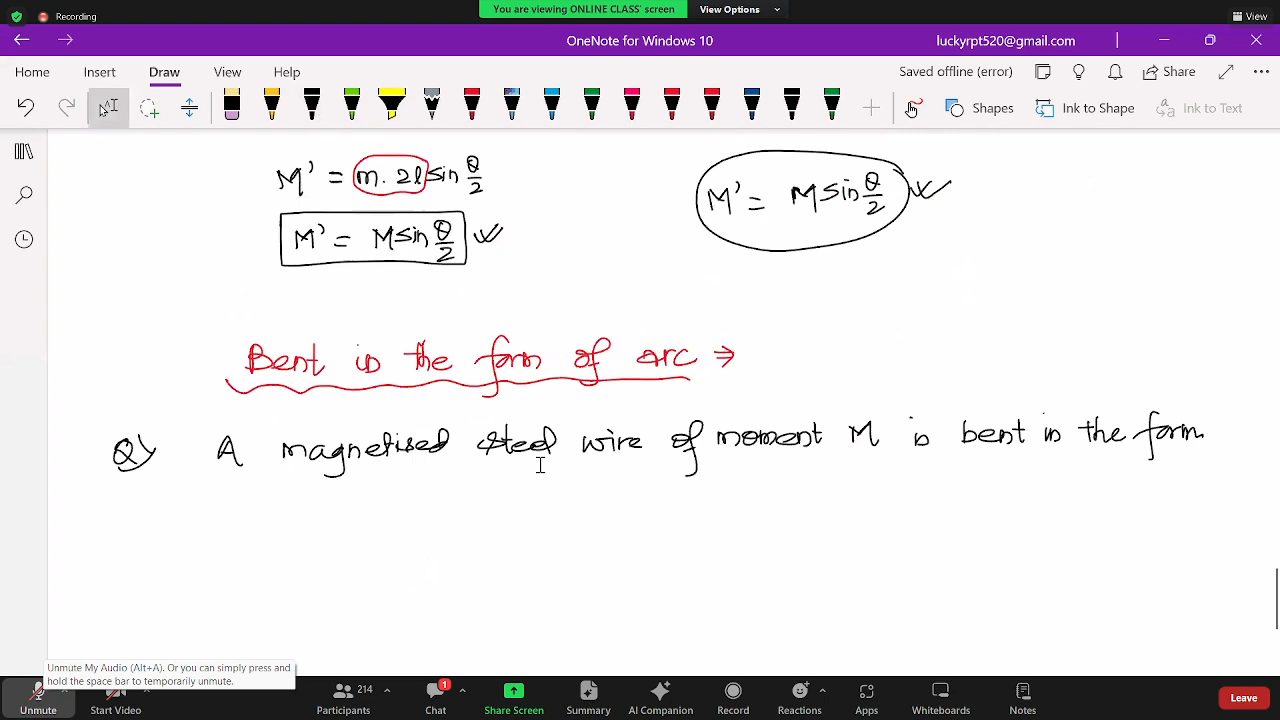 Recording
You are viewing ONLINE CLASS' screen
View Options
View
OneNote for Windows 10
luckyrpt520@gmail.com
Home Insert Draw View Help
Saved offline (error)
Share
Shapes
Ink to Shape
Ink to Text
M' = m. 2l sin θ/2
M' = M sin θ/2
M' = M sin θ/2
Bent in the form of arc ⇒
Q) A magnetised steel wire of moment M is bent in the form
Unmute My Audio (Alt+A). Or you can simply press and
hold the space bar to temporarily unmute.
214
1
Unmute
Start Video
Participants
Chat
Share Screen
Summary
AI Companion
Record
Reactions
Apps
Whiteboards
Notes
Leave